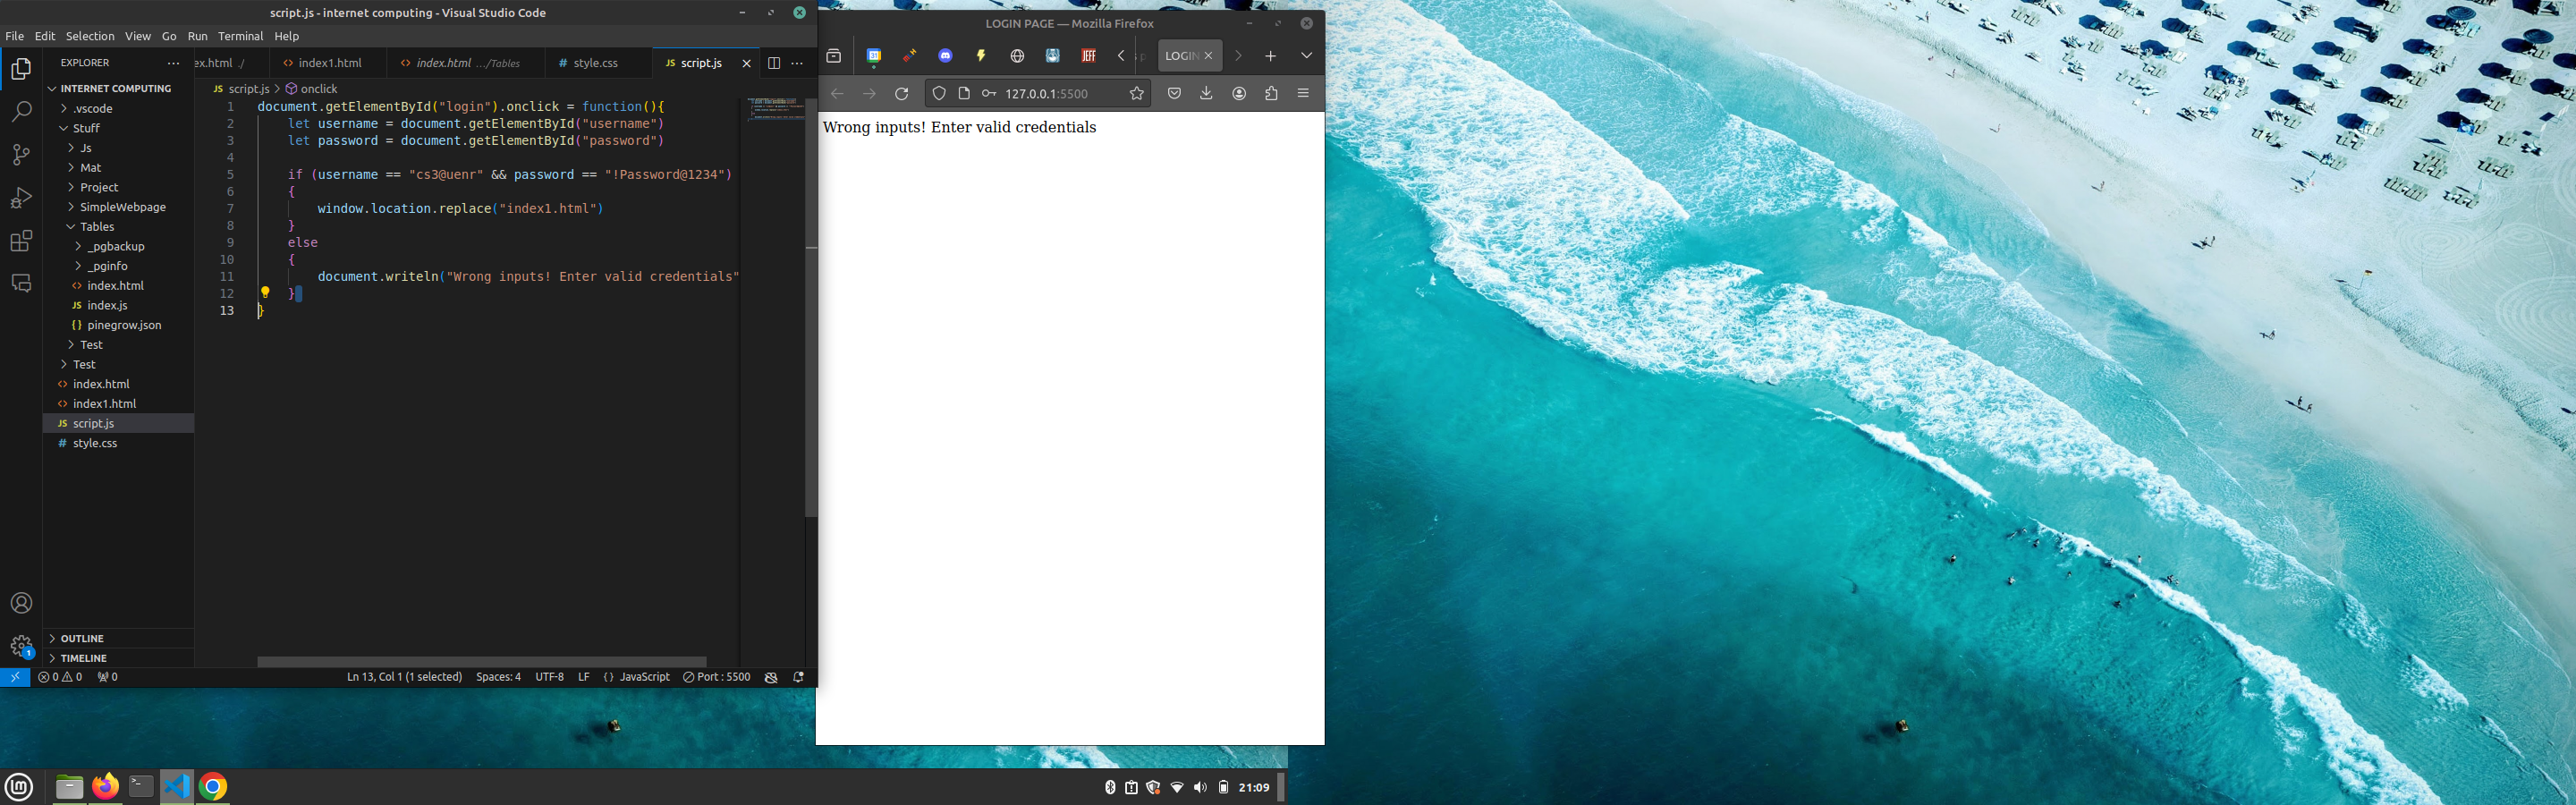 script.js - internet computing - Visual Studio Code
File Edit Selection View Go Run Terminal Help
EXPLORER
ex.html ./
index1.html
index.html .../Tables
style.css
script.js
INTERNET COMPUTING
.vscode
Stuff
Js
Mat
Project
SimpleWebpage
Tables
_pgbackup
_pginfo
index.html
index.js
pinegrow.json
Test
Test
index.html
index1.html
script.js
style.css
OUTLINE
TIMELINE
script.js > onclick
1 document.getElementById("login").onclick = function(){
2 let username = document.getElementById("username")
3 let password = document.getElementById("password")
4
5 if (username == "cs3@uenr" && password == "!Password@1234")
6 {
7 window.location.replace("index1.html")
8 }
9 else
10 {
11 document.writeln("Wrong inputs! Enter valid credentials"
12 }
13 }
1
0 0 0
Ln 13, Col 1 (1 selected) Spaces: 4 UTF-8 LF {} JavaScript Port : 5500
LOGIN PAGE — Mozilla Firefox
JEFF
LOGIN
127.0.0.1:5500
Wrong inputs! Enter valid credentials
21:09